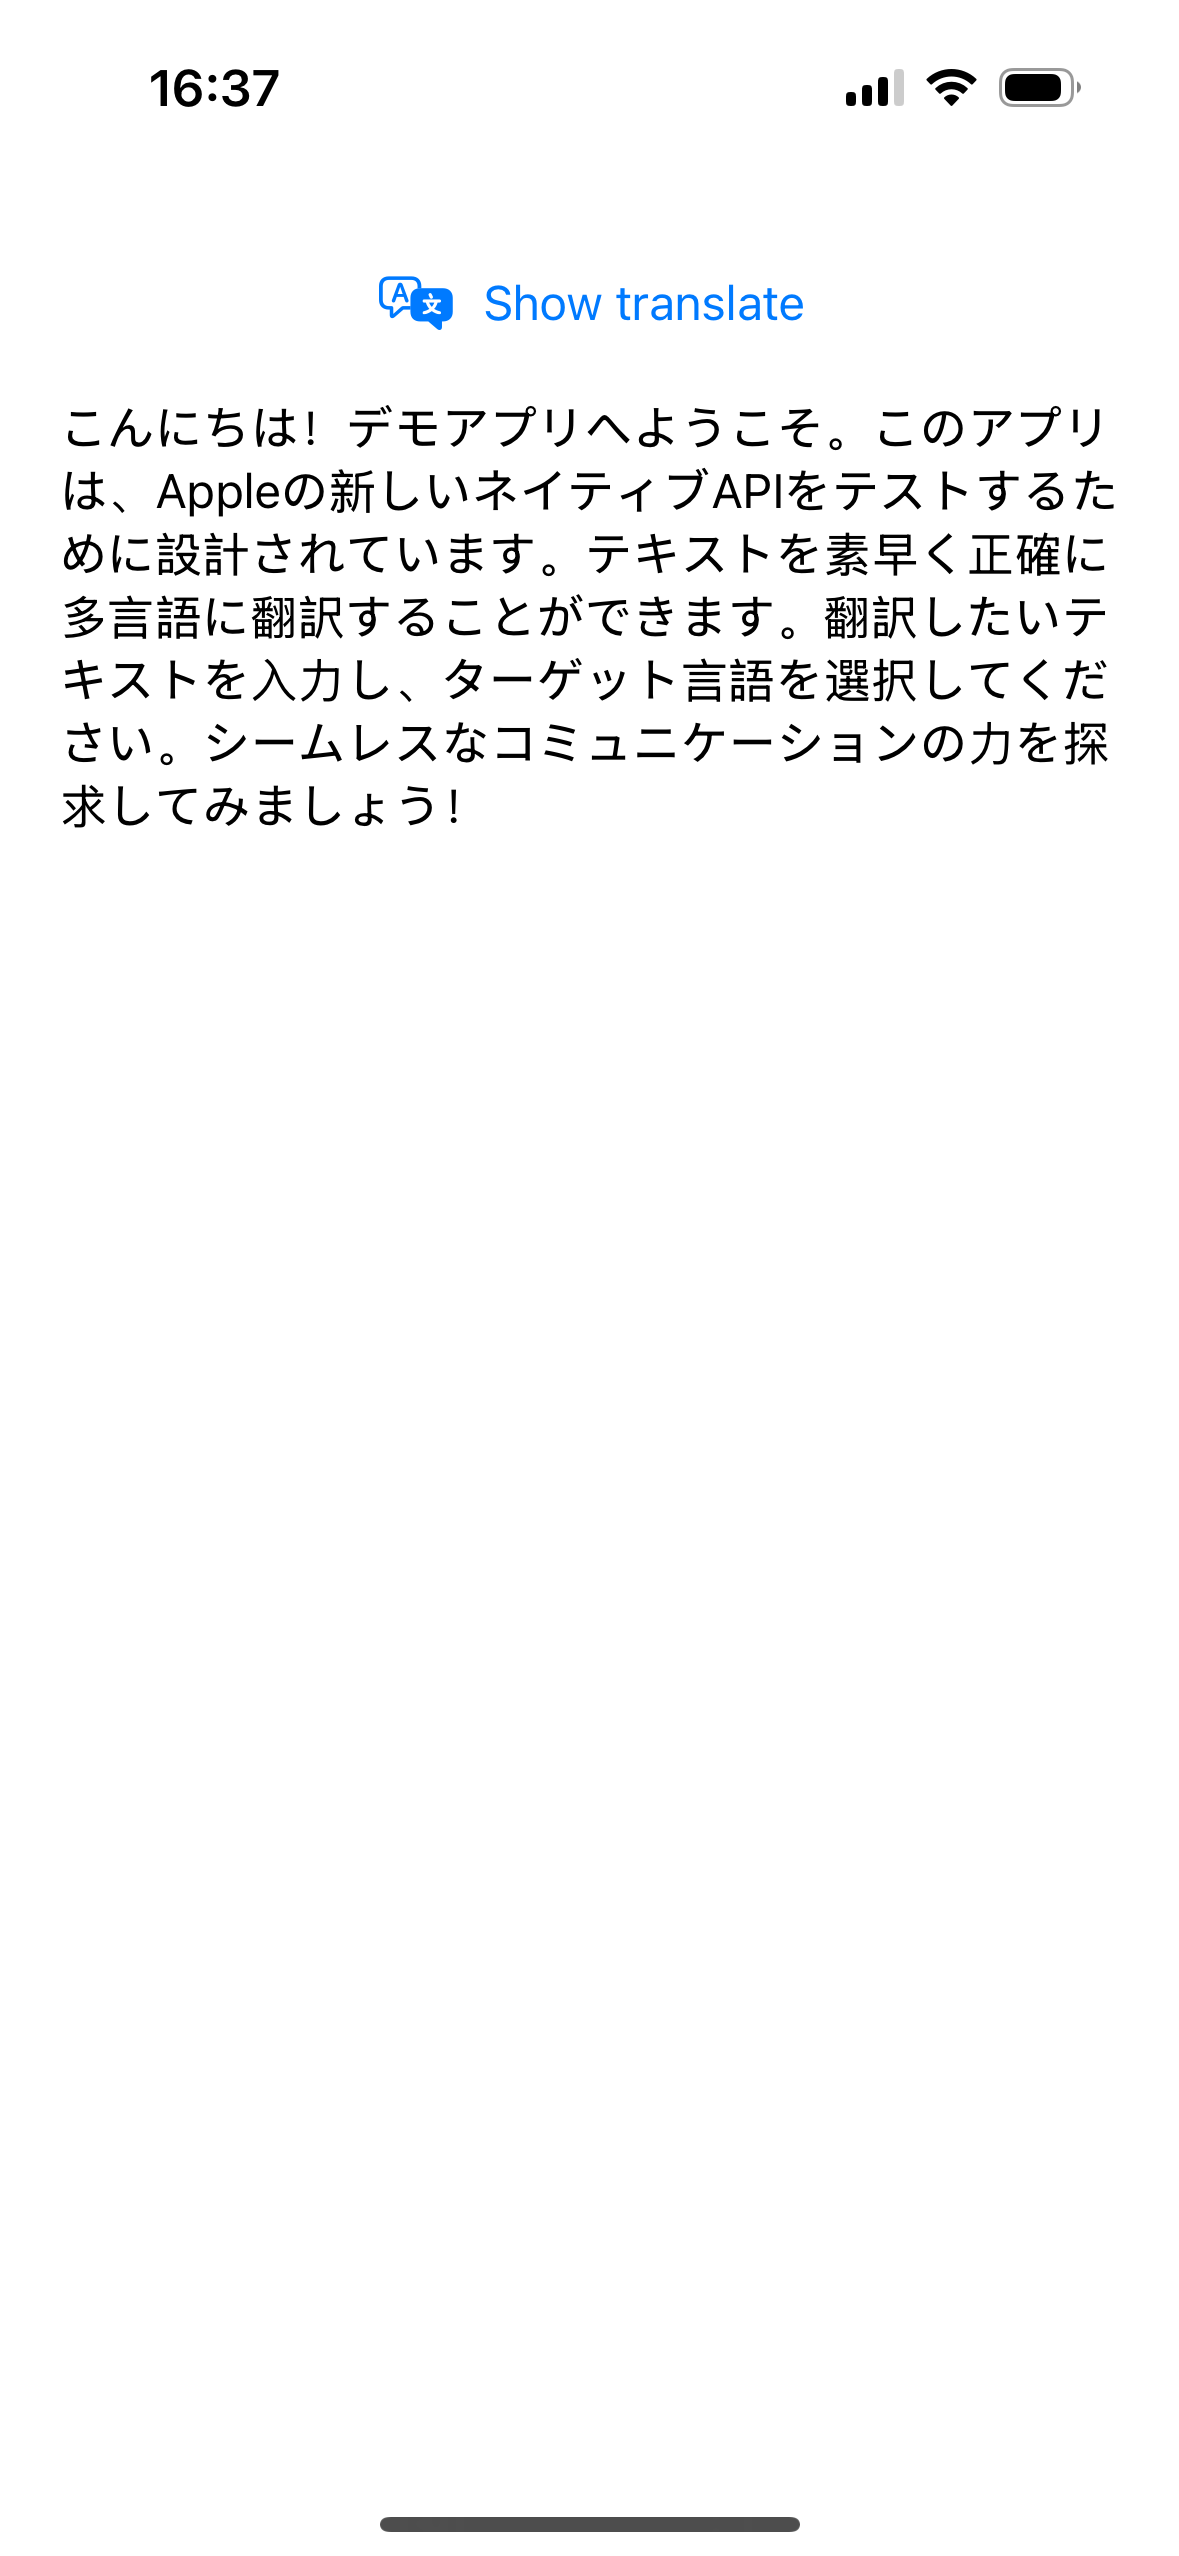 16:37
Show translate
こんにちは！デモアプリへようこそ。このアプリ
は、Appleの新しいネイティブAPIをテストするた
めに設計されています。テキストを素早く正確に
多言語に翻訳することができます。翻訳したいテ
キストを入力し、ターゲット言語を選択してくだ
さい。シームレスなコミュニケーションの力を探
求してみましょう！